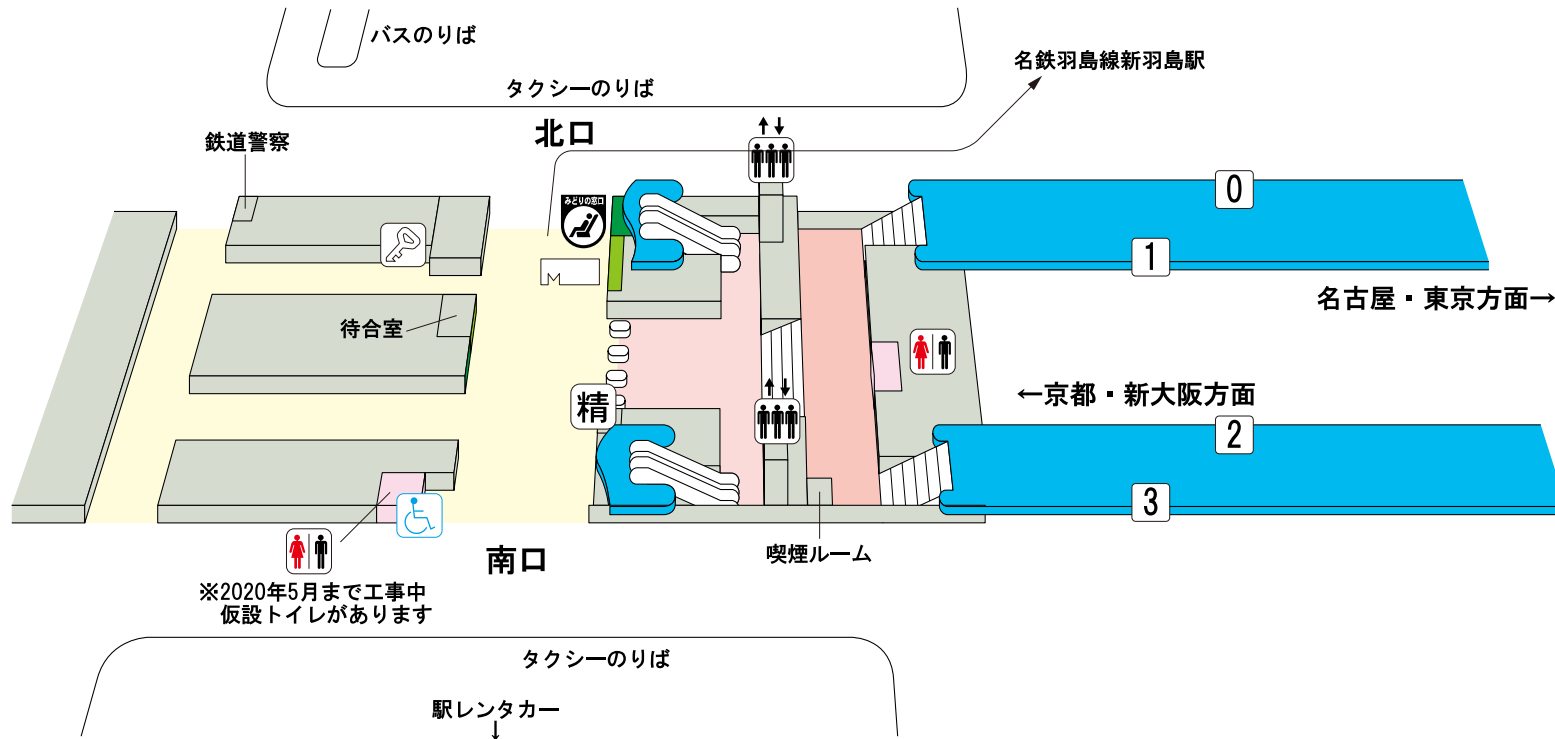 バスのりば
名鉄羽島線新羽島駅
タクシーのりば
北口
鉄道警察
みどりの窓口
0
1
M
名古屋・東京方面→
待合室
←京都・新大阪方面
精
2
3
喫煙ルーム
南口
※2020年5月まで工事中
仮設トイレがあります
タクシーのりば
駅レンタカー
↓